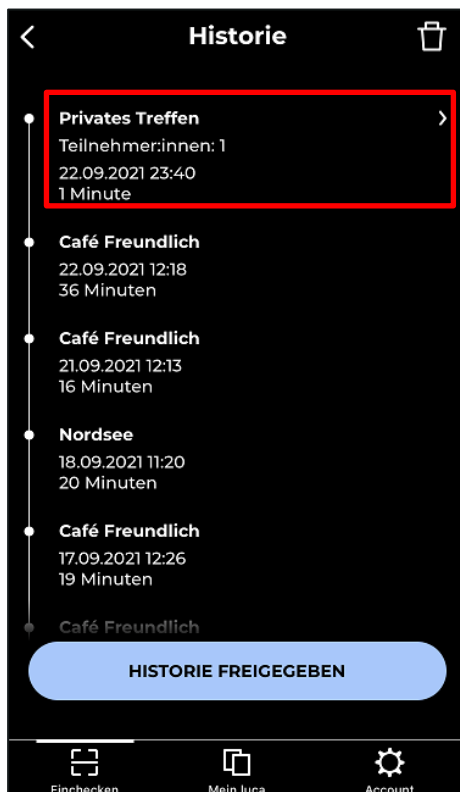 Historie
Privates Treffen
Teilnehmer:innen: 1
22.09.2021 23:40
1 Minute
Café Freundlich
22.09.2021 12:18
36 Minuten
Café Freundlich
21.09.2021 12:13
16 Minuten
Nordsee
18.09.2021 11:20
20 Minuten
Café Freundlich
17.09.2021 12:26
19 Minuten
Café Freundlich
HISTORIE FREIGEGEBEN
Einchecken
Mein luca
Account